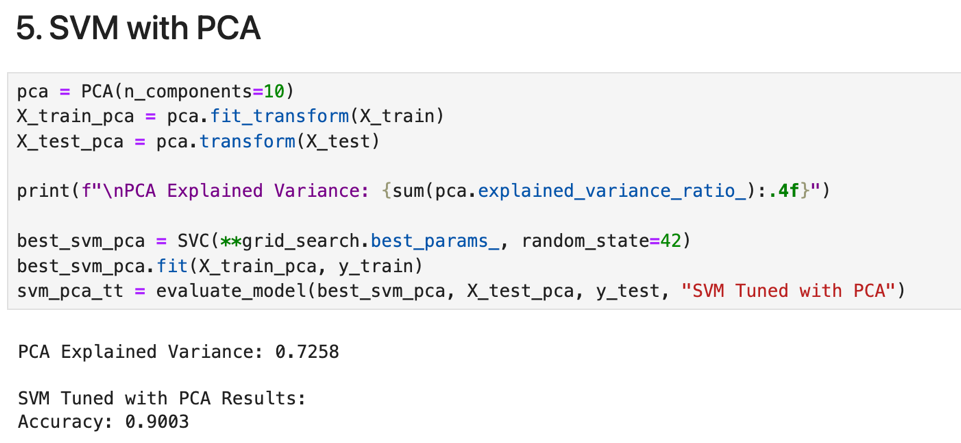 5. SVM with PCA
pca = PCA(n_components=10)
X_train_pca = pca.fit_transform(X_train)
X_test_pca = pca.transform(X_test)
print(f"\nPCA Explained Variance: {sum(pca.explained_variance_ratio_):.4f}")
best_svm_pca = SVC(**grid_search.best_params_, random_state=42)
best_svm_pca.fit(X_train_pca, y_train)
svm_pca_tt = evaluate_model(best_svm_pca, X_test_pca, y_test, "SVM Tuned with PCA")
PCA Explained Variance: 0.7258
SVM Tuned with PCA Results:
Accuracy: 0.9003